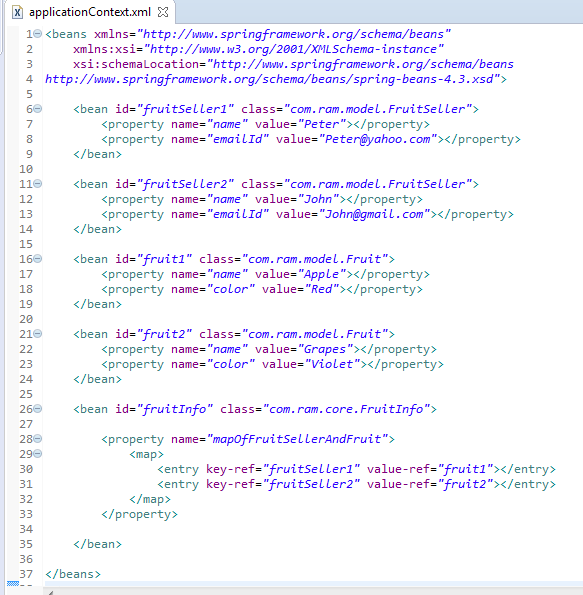 applicationContext.xml
1 <beans xmlns="http://www.springframework.org/schema/beans"
2 xmlns:xsi="http://www.w3.org/2001/XMLSchema-instance"
3 xsi:schemaLocation="http://www.springframework.org/schema/beans
4 http://www.springframework.org/schema/beans/spring-beans-4.3.xsd">
5
6 <bean id="fruitSeller1" class="com.ram.model.FruitSeller">
7 <property name="name" value="Peter"></property>
8 <property name="emailId" value="Peter@yahoo.com"></property>
9 </bean>
10
11 <bean id="fruitSeller2" class="com.ram.model.FruitSeller">
12 <property name="name" value="John"></property>
13 <property name="emailId" value="John@gmail.com"></property>
14 </bean>
15
16 <bean id="fruit1" class="com.ram.model.Fruit">
17 <property name="name" value="Apple"></property>
18 <property name="color" value="Red"></property>
19 </bean>
20
21 <bean id="fruit2" class="com.ram.model.Fruit">
22 <property name="name" value="Grapes"></property>
23 <property name="color" value="Violet"></property>
24 </bean>
25
26 <bean id="fruitInfo" class="com.ram.core.FruitInfo">
27
28 <property name="mapOfFruitSellerAndFruit">
29 <map>
30 <entry key-ref="fruitSeller1" value-ref="fruit1"></entry>
31 <entry key-ref="fruitSeller2" value-ref="fruit2"></entry>
32 </map>
33 </property>
34
35 </bean>
36
37 </beans>